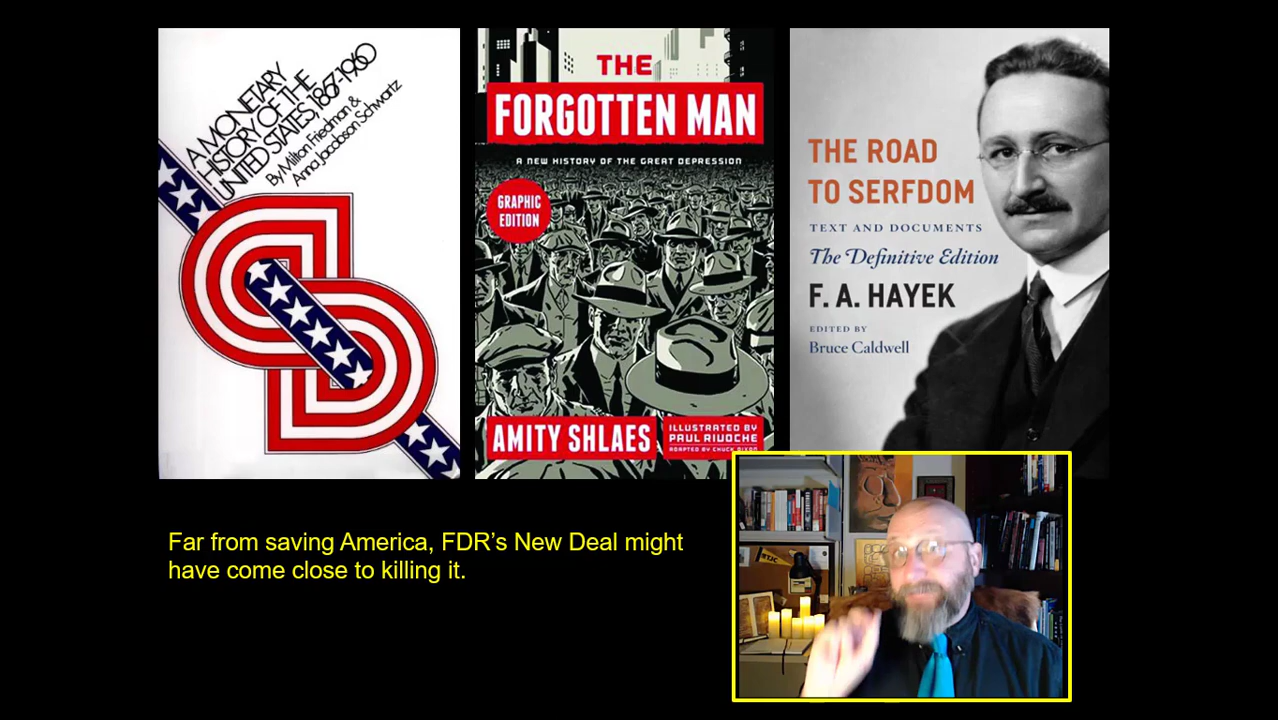 A MONETARY
HISTORY OF THE
UNITED STATES, 1867-1960
By Milton Friedman &
Anna Jacobson Schwartz
THE
FORGOTTEN MAN
A NEW HISTORY OF THE GREAT DEPRESSION
GRAPHIC
EDITION
AMITY SHLAES
ILLUSTRATED BY
PAUL RIVOCHE
ADAPTED BY CHUCK DIXON
THE ROAD
TO SERFDOM
TEXT AND DOCUMENTS
The Definitive Edition
F. A. HAYEK
EDITED BY
Bruce Caldwell
Far from saving America, FDR’s New Deal might
have come close to killing it.